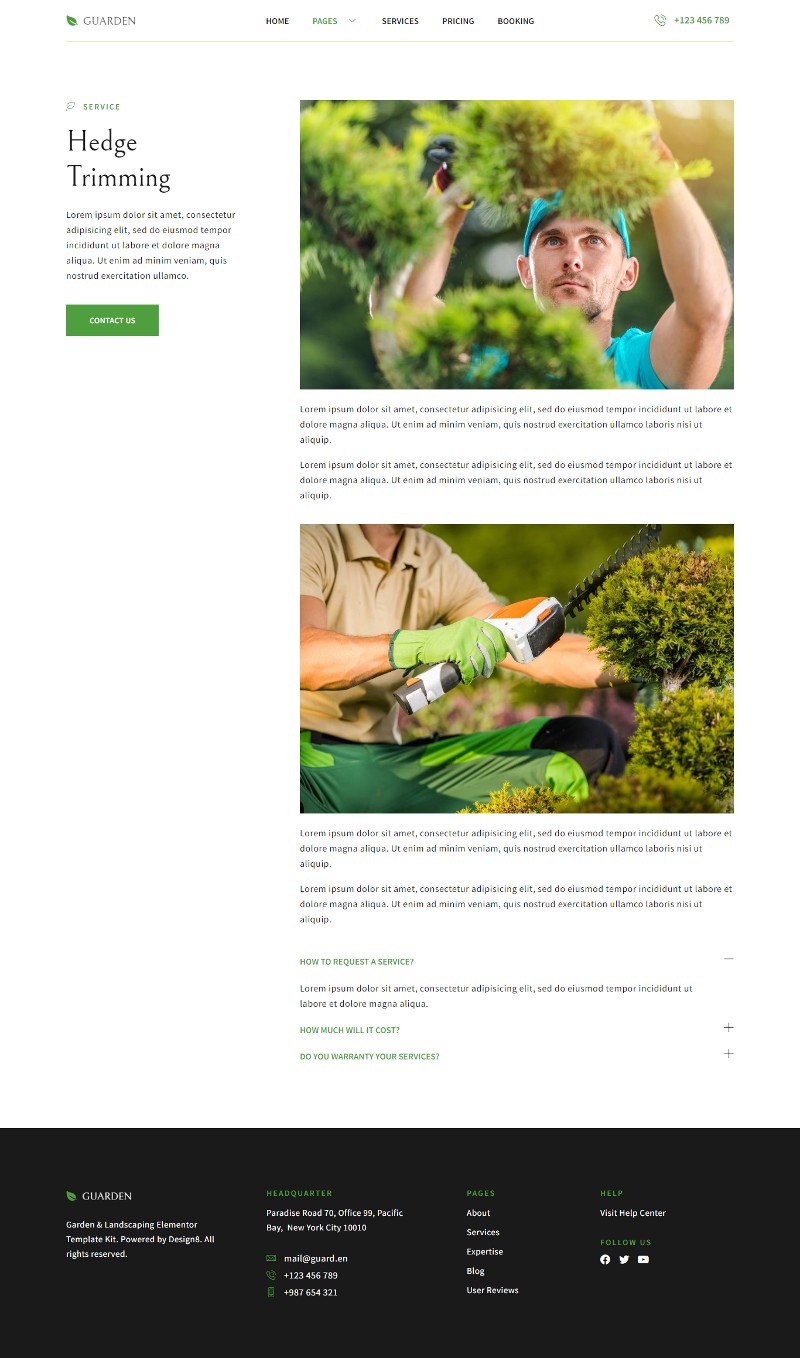 GUARDEN
HOME
PAGES
SERVICES
PRICING
BOOKING
+123 456 789
SERVICE
Hedge
Trimming
Lorem ipsum dolor sit amet, consectetur
adipisicing elit, sed do eiusmod tempor
incididunt ut labore et dolore magna
aliqua. Ut enim ad minim veniam, quis
nostrud exercitation ullamco.
CONTACT US
Lorem ipsum dolor sit amet, consectetur adipisicing elit, sed do eiusmod tempor incididunt ut labore et
dolore magna aliqua. Ut enim ad minim veniam, quis nostrud exercitation ullamco laboris nisi ut
aliquip.
Lorem ipsum dolor sit amet, consectetur adipisicing elit, sed do eiusmod tempor incididunt ut labore et
dolore magna aliqua. Ut enim ad minim veniam, quis nostrud exercitation ullamco laboris nisi ut
aliquip.
Lorem ipsum dolor sit amet, consectetur adipisicing elit, sed do eiusmod tempor incididunt ut labore et
dolore magna aliqua. Ut enim ad minim veniam, quis nostrud exercitation ullamco laboris nisi ut
aliquip.
Lorem ipsum dolor sit amet, consectetur adipisicing elit, sed do eiusmod tempor incididunt ut labore et
dolore magna aliqua. Ut enim ad minim veniam, quis nostrud exercitation ullamco laboris nisi ut
aliquip.
HOW TO REQUEST A SERVICE?
Lorem ipsum dolor sit amet, consectetur adipisicing elit, sed do eiusmod tempor incididunt ut
labore et dolore magna aliqua.
HOW MUCH WILL IT COST?
DO YOU WARRANTY YOUR SERVICES?
GUARDEN
Garden & Landscaping Elementor
Template Kit. Powered by Design8. All
rights reserved.
HEADQUARTER
Paradise Road 70, Office 99, Pacific
Bay, New York City 10010
mail@guard.en
+123 456 789
+987 654 321
PAGES
About
Services
Expertise
Blog
User Reviews
HELP
Visit Help Center
FOLLOW US